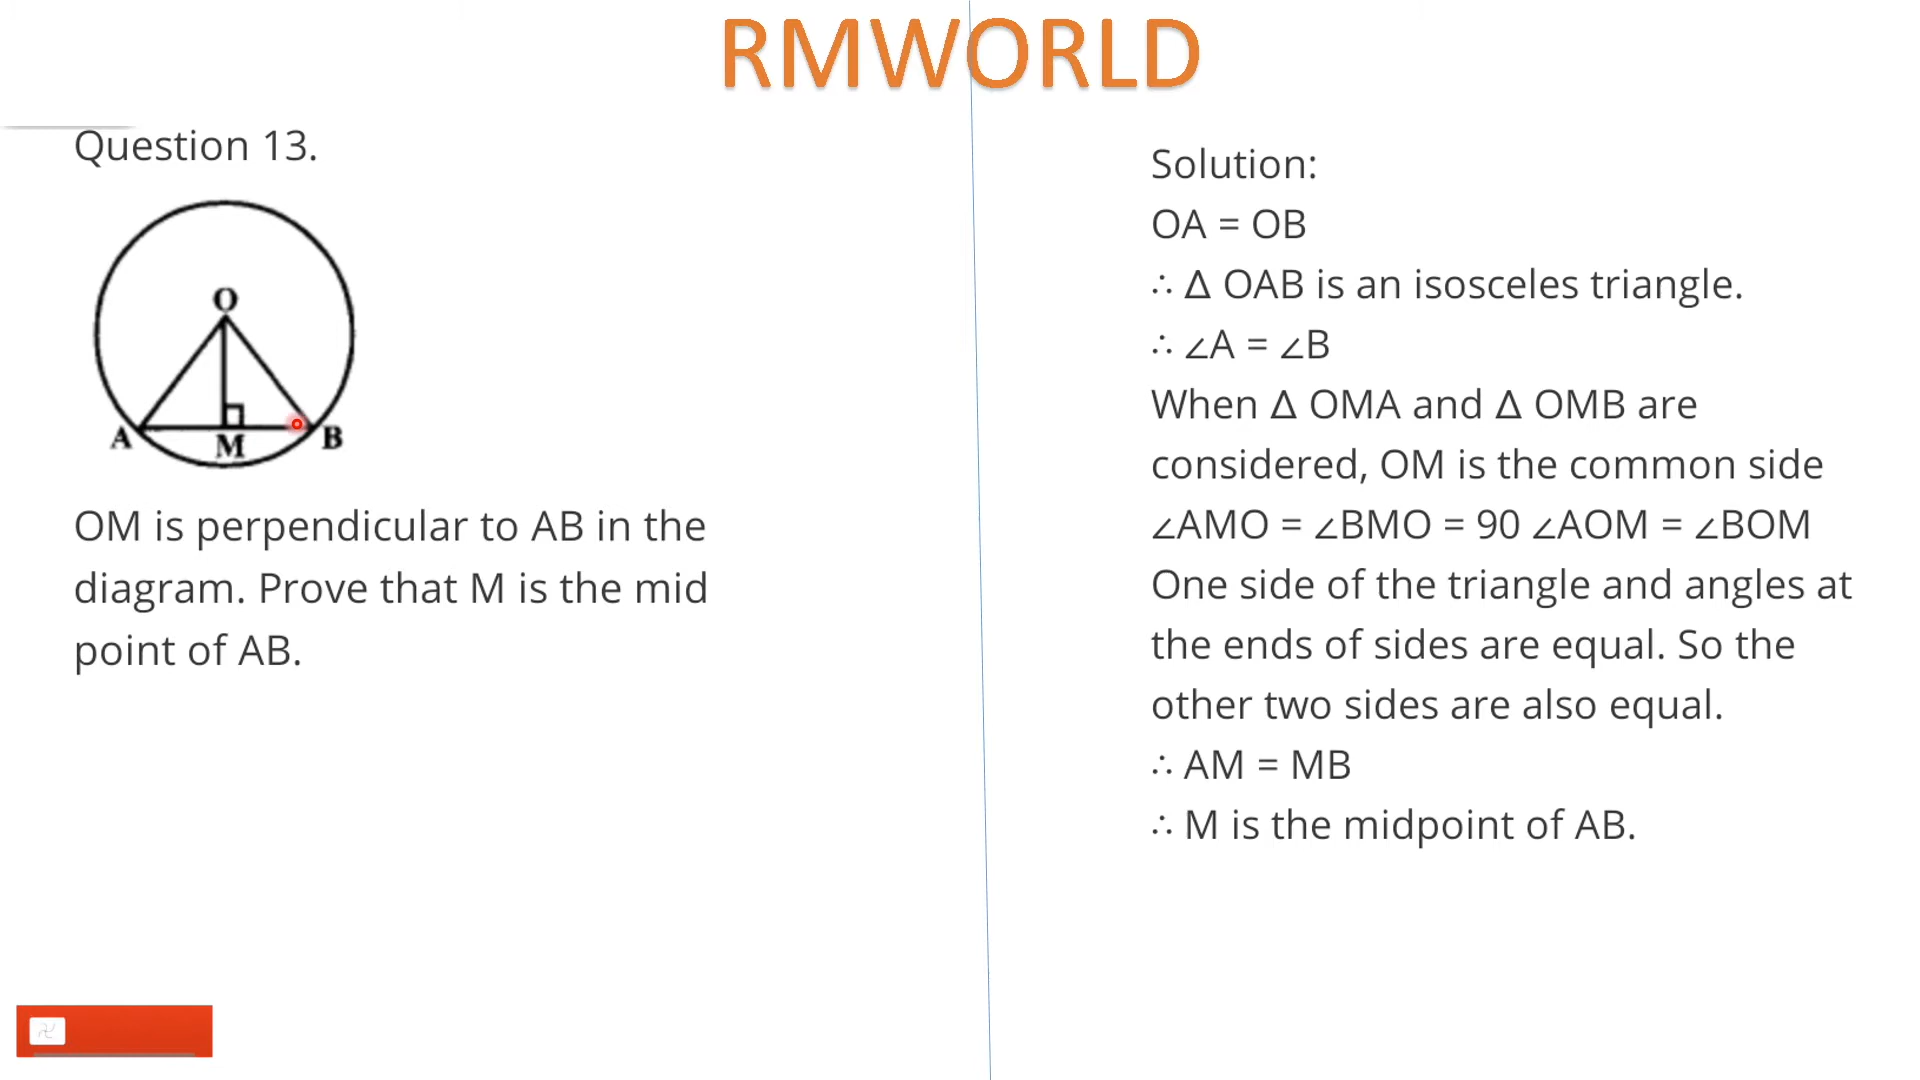 RMWORLD
Question 13.
O
A
M
B
OM is perpendicular to AB in the
diagram. Prove that M is the mid
point of AB.
Solution:
OA = OB
∴ Δ OAB is an isosceles triangle.
∴ ∠A = ∠B
When Δ OMA and Δ OMB are
considered, OM is the common side
∠AMO = ∠BMO = 90 ∠AOM = ∠BOM
One side of the triangle and angles at
the ends of sides are equal. So the
other two sides are also equal.
∴ AM = MB
∴ M is the midpoint of AB.